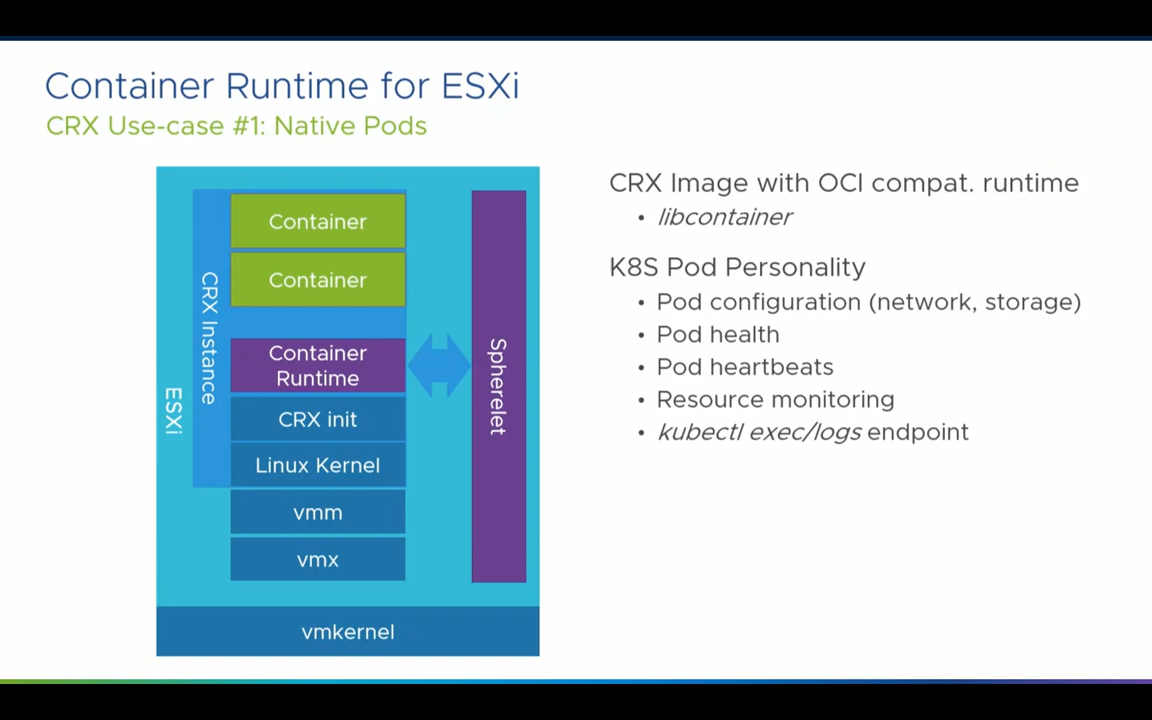 Container Runtime for ESXi
CRX Use-case #1: Native Pods
ESXi
CRX Instance
Container
Container
Container
Runtime
CRX init
Linux Kernel
vmm
vmx
vmkernel
Spherelet
CRX Image with OCI compat. runtime
• libcontainer
K8S Pod Personality
• Pod configuration (network, storage)
• Pod health
• Pod heartbeats
• Resource monitoring
• kubectl exec/logs endpoint